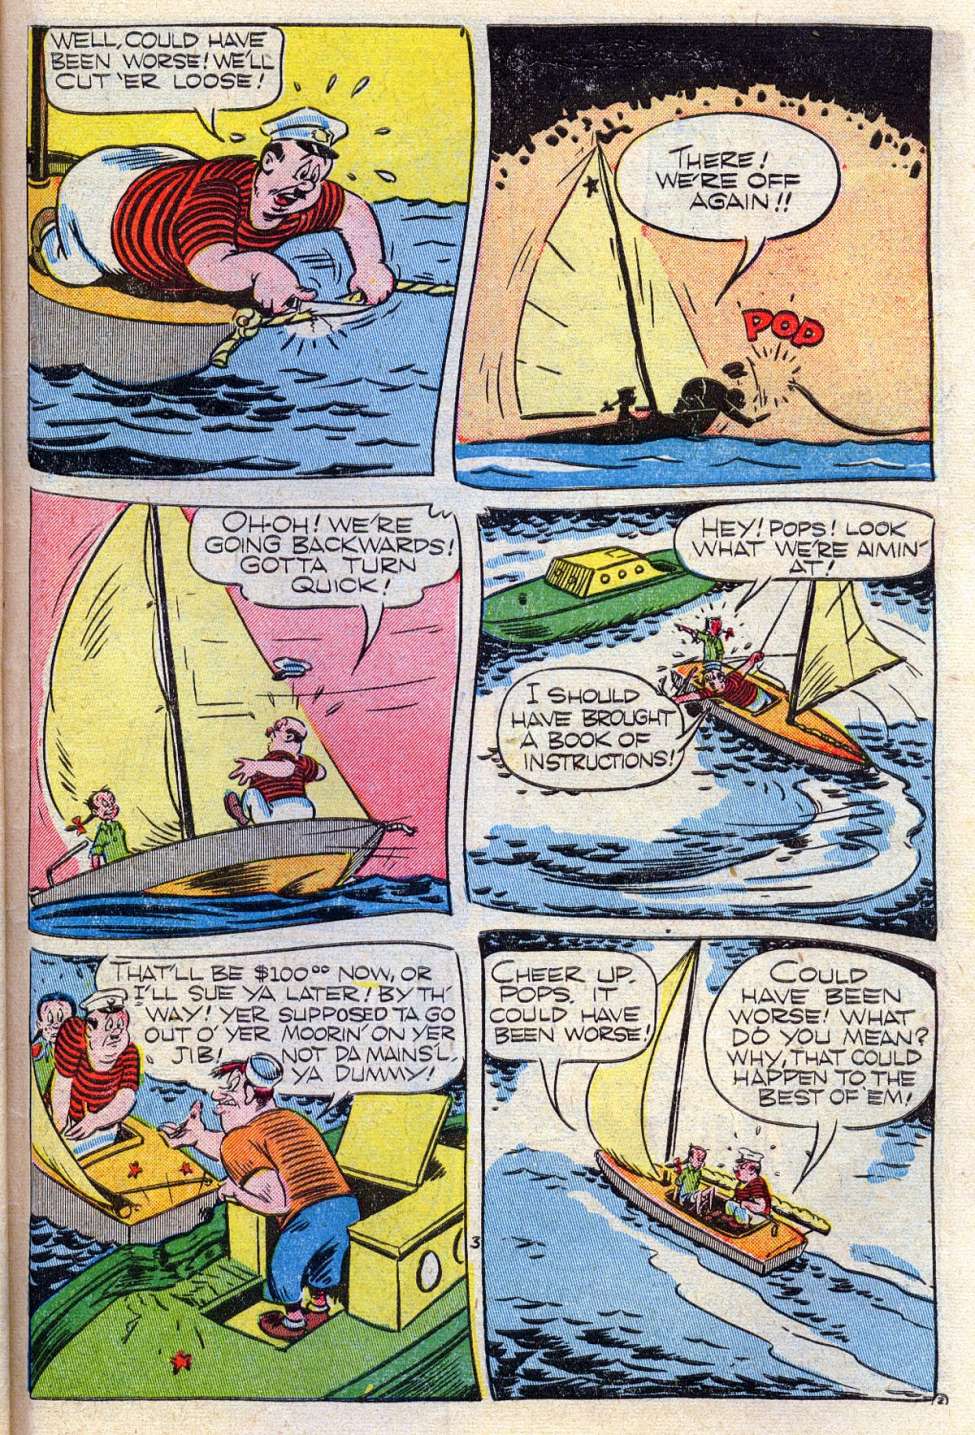 WELL, COULD HAVE
BEEN WORSE! WE'LL
CUT 'ER LOOSE!
THERE!
WE'RE OFF
AGAIN!!
POP
OH-OH! WE'RE
GOING BACKWARDS!
GOTTA TURN
QUICK!
HEY! POPS! LOOK
WHAT WE'RE AIMIN'
AT!
I SHOULD
HAVE BROUGHT
A BOOK OF
INSTRUCTIONS!
THAT'LL BE $100.00 NOW, OR
I'LL SUE YA LATER! BY TH'
WAY! YER SUPPOSED TA GO
OUT O' YER MOORIN' ON YER
JIB! NOT DA MAINS'L,
YA DUMMY!
3
CHEER UP,
POPS. IT
COULD HAVE
BEEN WORSE!
COULD
HAVE BEEN
WORSE! WHAT
DO YOU MEAN?
WHY, THAT COULD
HAPPEN TO THE
BEST OF 'EM!